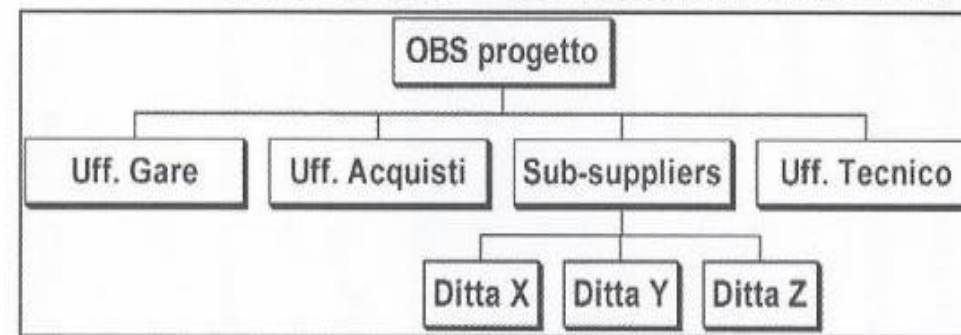 OBS progetto
Uff. Gare
Uff. Acquisti
Sub-suppliers
Uff. Tecnico
Ditta X
Ditta Y
Ditta Z